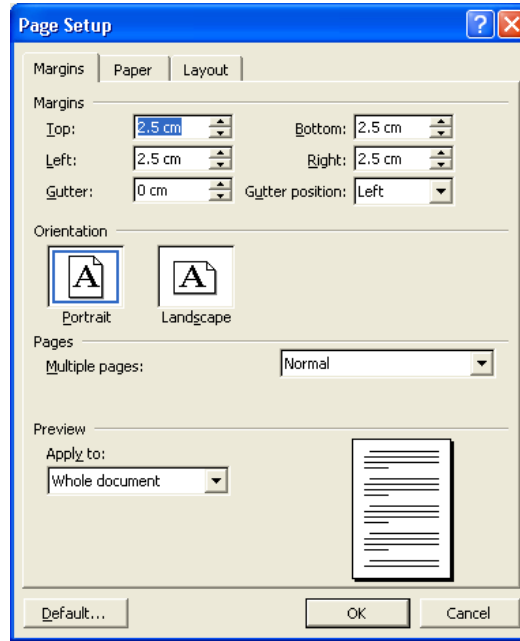 Page Setup
Margins Paper Layout
Margins
Top: 2.5 cm Bottom: 2.5 cm
Left: 2.5 cm Right: 2.5 cm
Gutter: 0 cm Gutter position: Left
Orientation
A A
Portrait Landscape
Pages
Multiple pages: Normal
Preview
Apply to:
Whole document
Default... OK Cancel